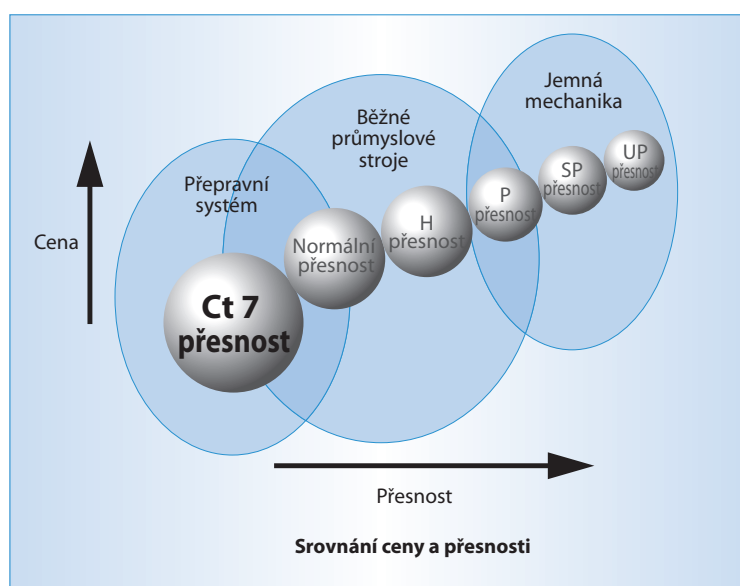 Jemná
mechanika
Běžné
průmyslové
stroje
Přepravní
systém
Cena
UP
přesnost
SP
přesnost
P
přesnost
H
přesnost
Normální
přesnost
Ct 7
přesnost
Přesnost
Srovnání ceny a přesnosti